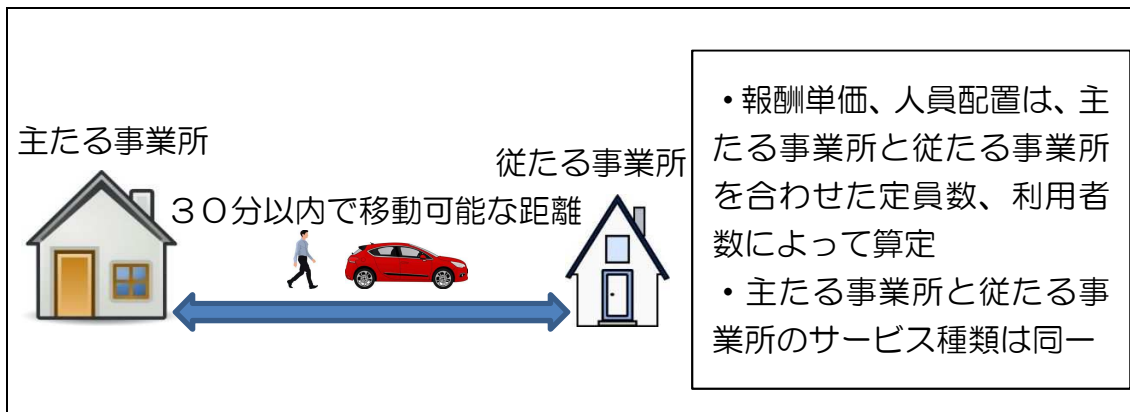 主たる事業所
従たる事業所
30分以内で移動可能な距離
・報酬単価、人員配置は、主
たる事業所と従たる事業所
を合わせた定員数、利用者
数によって算定
・主たる事業所と従たる事
業所のサービス種類は同一